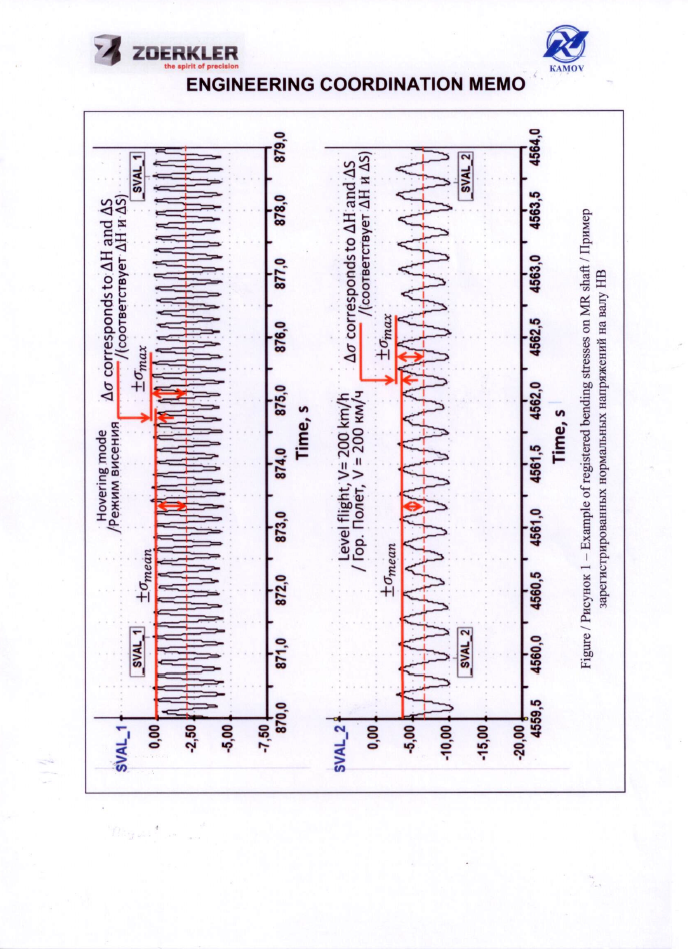 ZOERKLER
the spirit of precision
KAMOV
ENGINEERING COORDINATION MEMO
SVAL_1
0,00
-2,50
-5,00
-7,50
Hovering mode
/Режим висения
Δσ corresponds to ΔH and ΔS
/(соответствует ΔH и ΔS)
±σmean
±σmax
_SVAL_1
_SVAL_1
870,0 871,0 872,0 873,0 874,0 875,0 876,0 877,0 878,0 879,0
Time, s
SVAL_2
0,00
-5,00
-10,00
-15,00
-20,00
Level flight, V= 200 km/h
/ Гор. Полет, V = 200 км/ч
Δσ corresponds to ΔH and ΔS
/(соответствует ΔH и ΔS)
±σmean
±σmax
_SVAL_2
_SVAL_2
4559,5 4560,0 4560,5 4561,0 4561,5 4562,0 4562,5 4563,0 4563,5 4564,0
Time, s
Figure / Рисунок 1 – Example of registered bending stresses on MR shaft / Пример
зарегистрированных нормальных напряжений на валу НВ